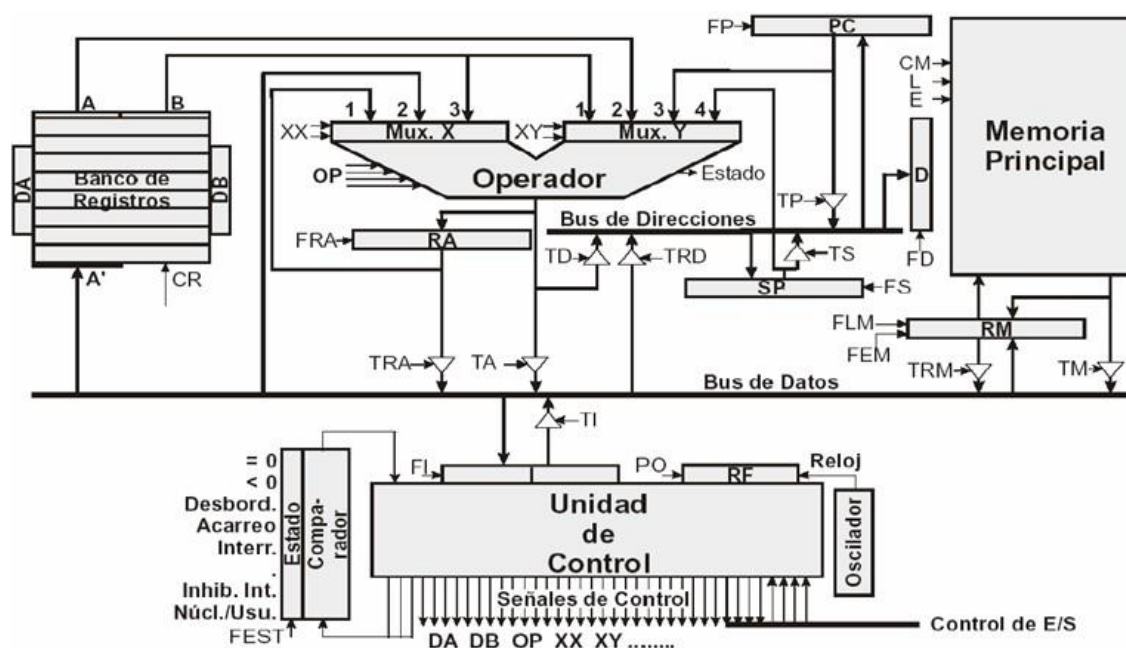 FP
PC
A
B
1
2
3
1
2
3
4
CM
L
E
Memoria
Principal
XX
Mux. X
XY
Mux. Y
DA
Banco de
Registros
DB
OP
Operador
Estado
D
TP
Bus de Direcciones
FRA
RA
TD
TRD
TS
FD
A'
CR
SP
FS
FLM
RM
FEM
TRA
TA
TRM
TM
Bus de Datos
TI
= 0
< 0
Desbord.
Acarreo
Interr.
.
Inhib. Int.
Núcl./Usu.
FEST
Estado
Compa-
rador
FI
PO
RF
Reloj
Unidad
de
Control
Oscilador
Señales de Control
DA DB OP XX XY .........
Control de E/S